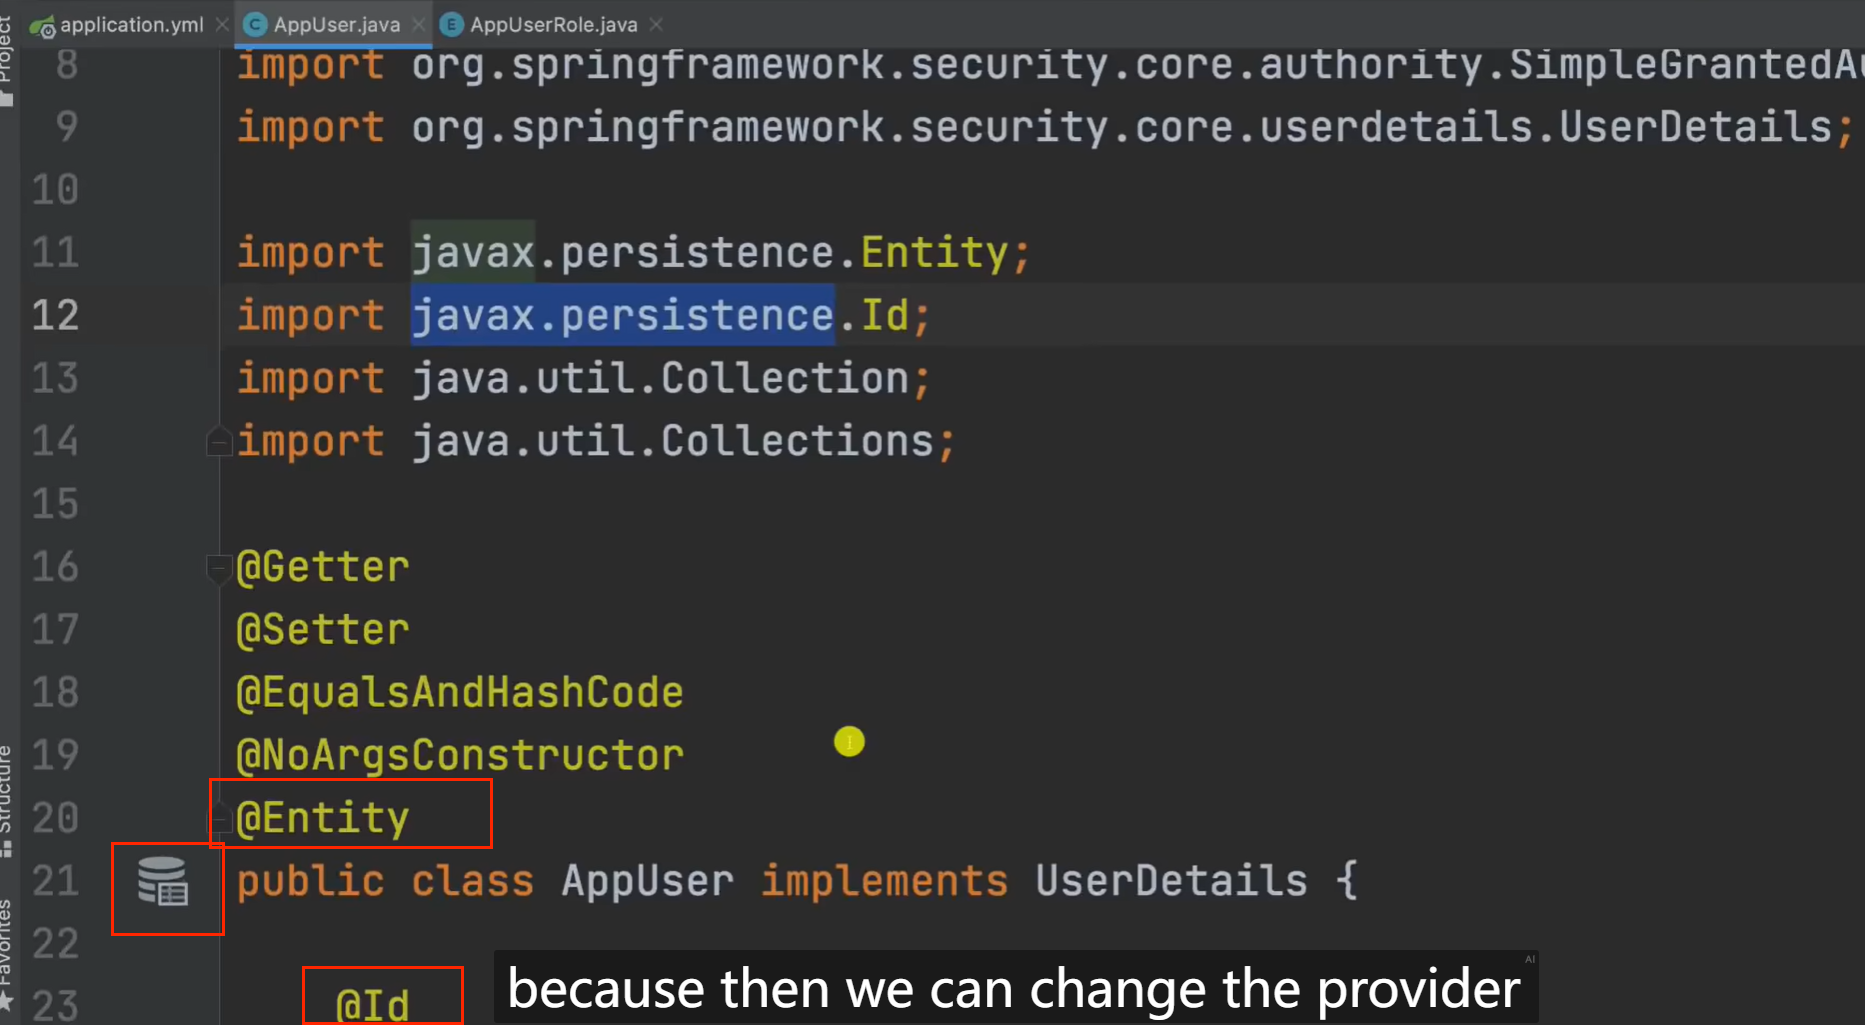 Project
application.yml
AppUser.java
AppUserRole.java
8 import org.springframework.security.core.authority.SimpleGrantedAu
9 import org.springframework.security.core.userdetails.UserDetails;
10
11 import javax.persistence.Entity;
12 import javax.persistence.Id;
13 import java.util.Collection;
14 import java.util.Collections;
15
16 @Getter
17 @Setter
18 @EqualsAndHashCode
19 @NoArgsConstructor
20 @Entity
21 public class AppUser implements UserDetails {
22
23 @Id
Structure
Favorites
because then we can change the provider
AI